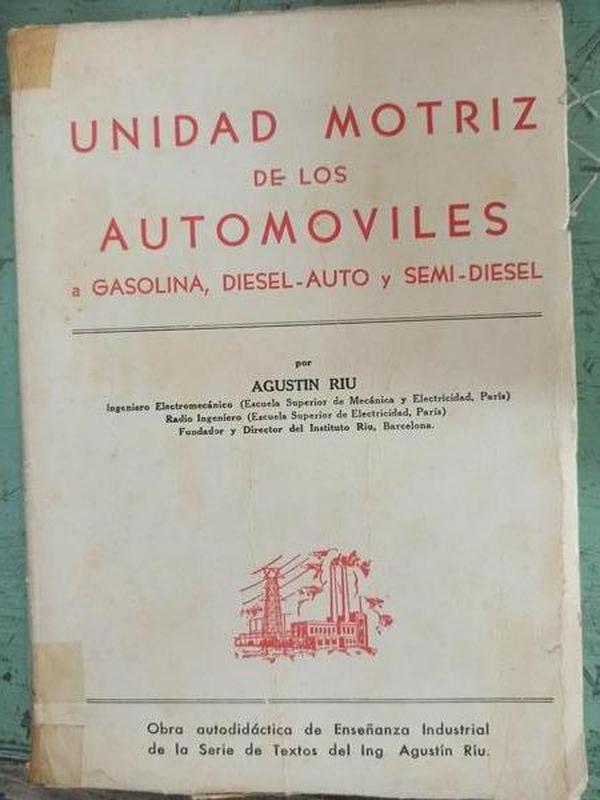 UNIDAD MOTRIZ
DE LOS
AUTOMOVILES
a GASOLINA, DIESEL-AUTO y SEMI-DIESEL
por
AGUSTIN RIU
Ingeniero Electromecánico (Escuela Superior de Mecánica y Electricidad, París)
Radio Ingeniero (Escuela Superior de Electricidad, París)
Fundador y Director del Instituto Riu, Barcelona.
Obra autodidáctica de Enseñanza Industrial
de la Serie de Textos del Ing. Agustín Ríu.